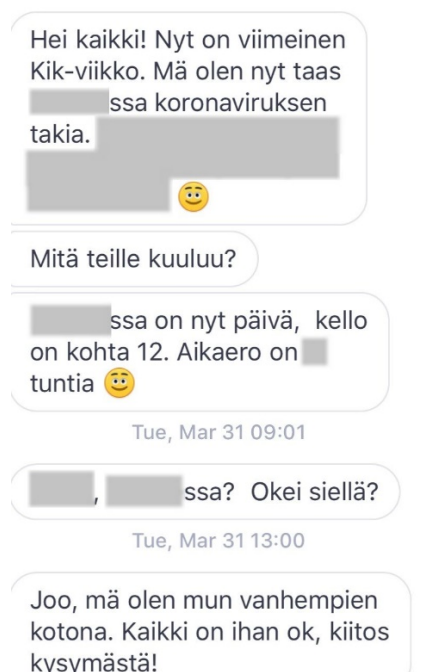 Hei kaikki! Nyt on viimeinen
Kik-viikko. Mä olen nyt taas
ssa koronaviruksen
takia.
Mitä teille kuuluu?
ssa on nyt päivä, kello
on kohta 12. Aikaero on
tuntia
Tue, Mar 31 09:01
, ssa? Okei siellä?
Tue, Mar 31 13:00
Joo, mä olen mun vanhempien
kotona. Kaikki on ihan ok, kiitos
kysymästä!